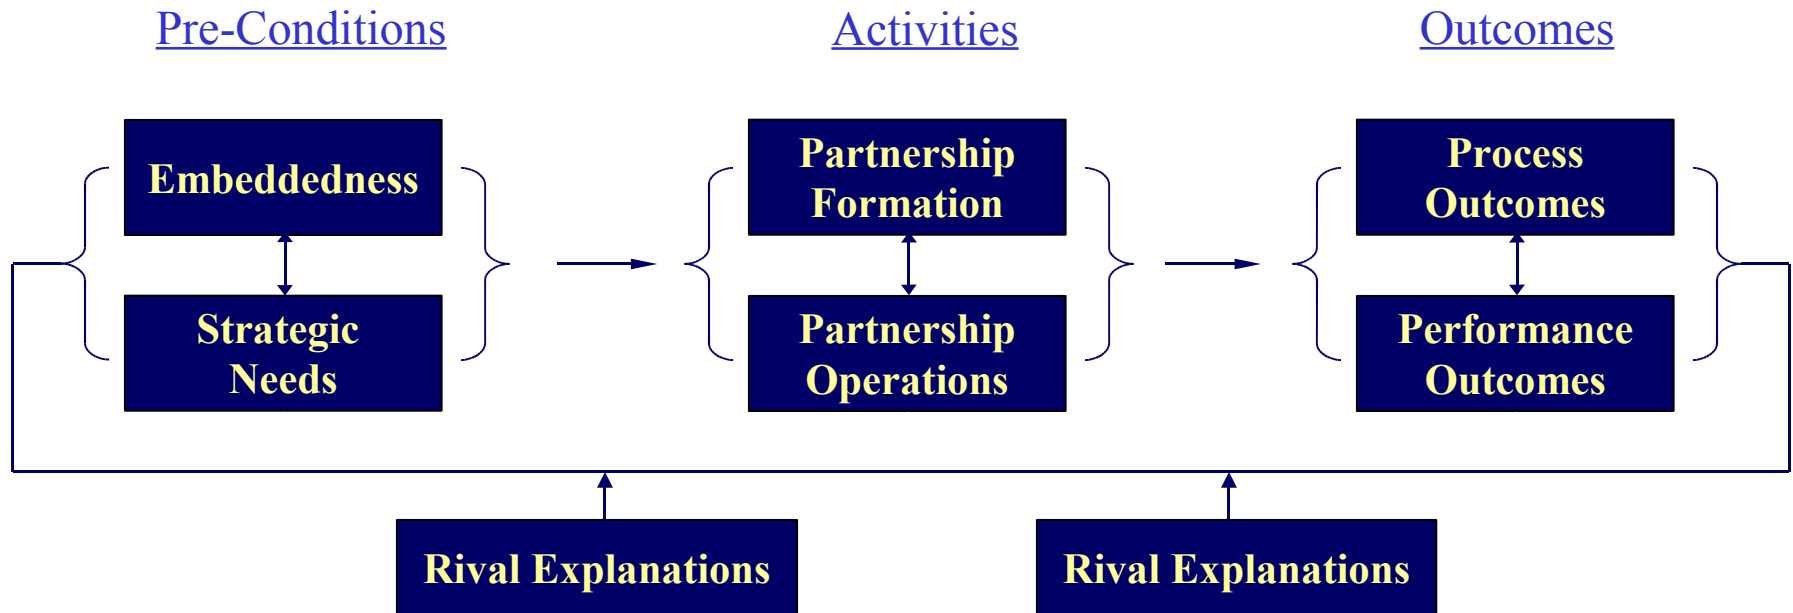 Pre-Conditions
Activities
Outcomes
Embeddedness
Partnership
Formation
Process
Outcomes
Strategic
Needs
Partnership
Operations
Performance
Outcomes
Rival Explanations
Rival Explanations